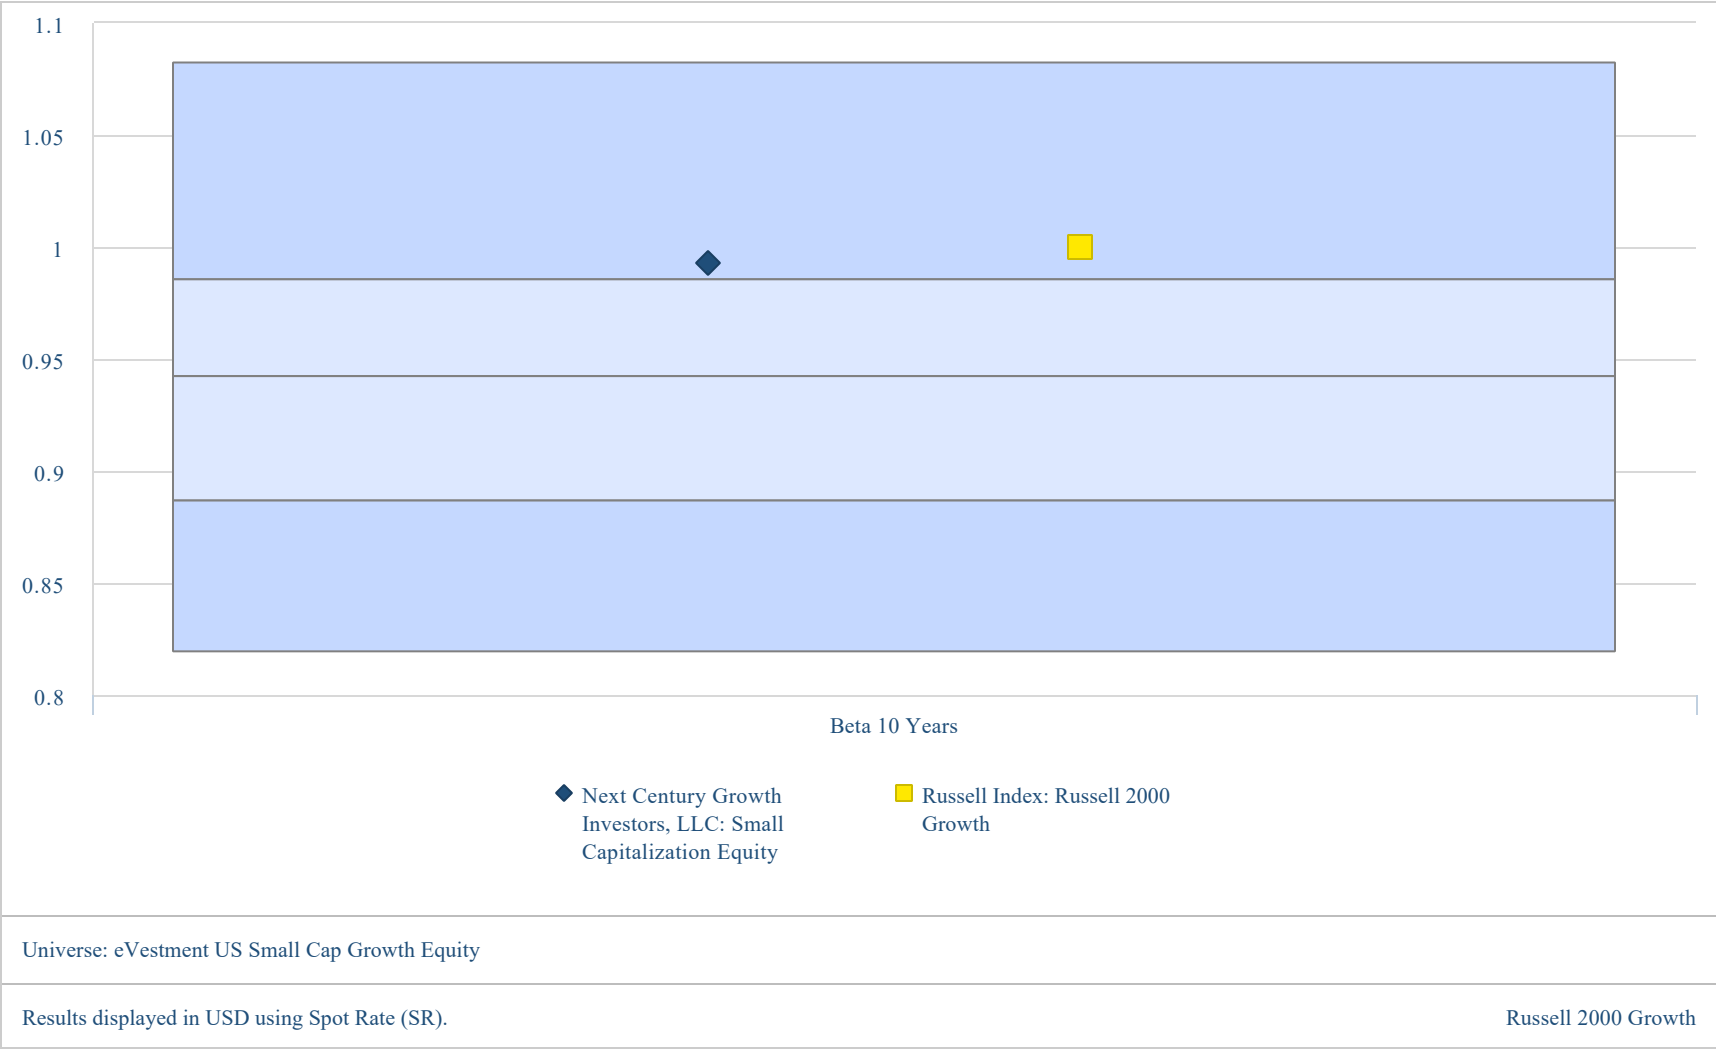 1.1
1.05
1
0.95
0.9
0.85
0.8
Beta 10 Years
Next Century Growth
Investors, LLC: Small
Capitalization Equity
Russell Index: Russell 2000
Growth
Universe: eVestment US Small Cap Growth Equity
Results displayed in USD using Spot Rate (SR).
Russell 2000 Growth